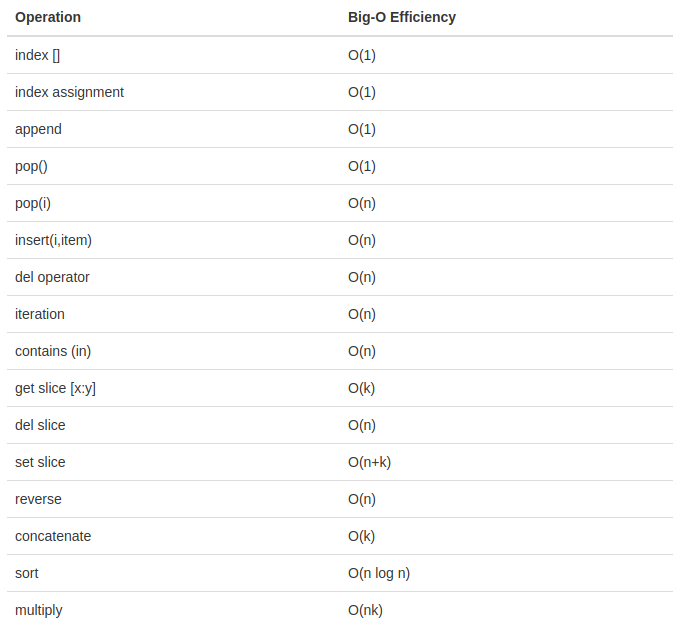 Operation Big-O Efficiency
index [] O(1)
index assignment O(1)
append O(1)
pop() O(1)
pop(i) O(n)
insert(i,item) O(n)
del operator O(n)
iteration O(n)
contains (in) O(n)
get slice [x:y] O(k)
del slice O(n)
set slice O(n+k)
reverse O(n)
concatenate O(k)
sort O(n log n)
multiply O(nk)